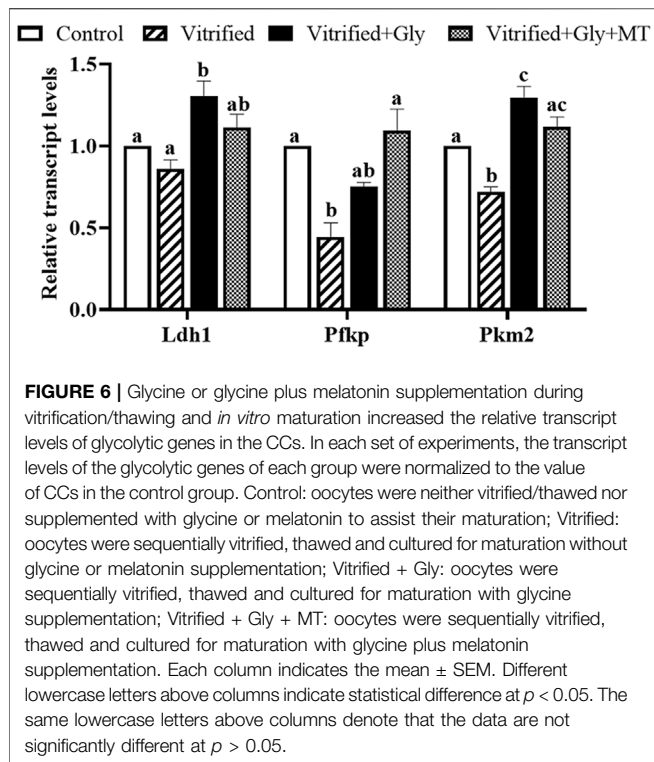 Control Vitrified Vitrified+Gly Vitrified+Gly+MT
Relative transcript levels
1.5
1.0
0.5
0.0
a a b ab
a b ab a
a b c ac
Ldh1 Pfkp Pkm2
FIGURE 6 | Glycine or glycine plus melatonin supplementation during
vitrification/thawing and in vitro maturation increased the relative transcript
levels of glycolytic genes in the CCs. In each set of experiments, the transcript
levels of the glycolytic genes of each group were normalized to the value
of CCs in the control group. Control: oocytes were neither vitrified/thawed nor
supplemented with glycine or melatonin to assist their maturation; Vitrified:
oocytes were sequentially vitrified, thawed and cultured for maturation without
glycine or melatonin supplementation; Vitrified + Gly: oocytes were
sequentially vitrified, thawed and cultured for maturation with glycine
supplementation; Vitrified + Gly + MT: oocytes were sequentially vitrified,
thawed and cultured for maturation with glycine plus melatonin
supplementation. Each column indicates the mean ± SEM. Different
lowercase letters above columns indicate statistical difference at p < 0.05. The
same lowercase letters above columns denote that the data are not
significantly different at p > 0.05.